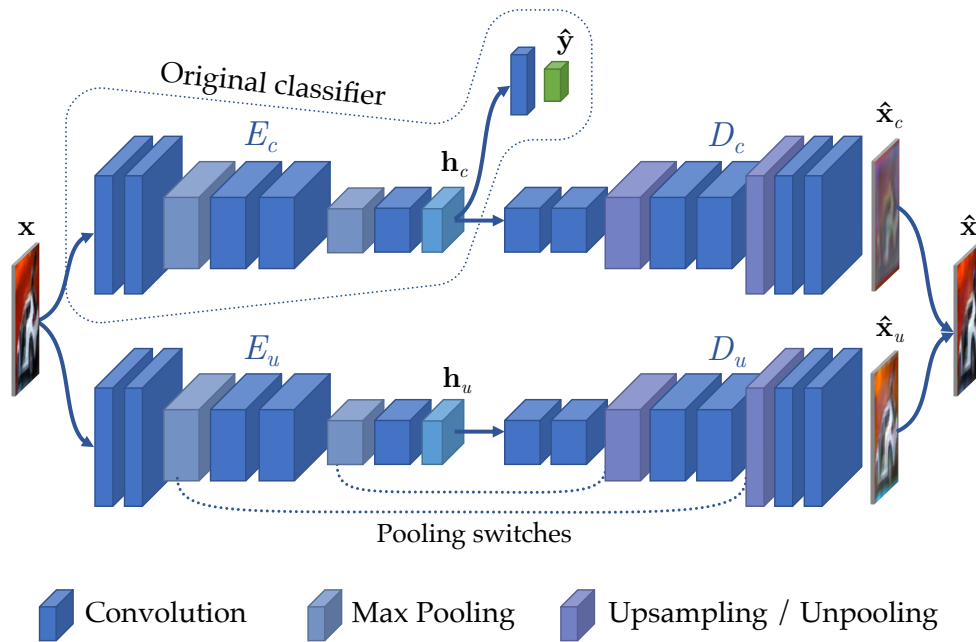 Original classifier
ŷ
E_c
h_c
D_c
x̂_c
x
x̂
E_u
h_u
D_u
x̂_u
Pooling switches
Convolution
Max Pooling
Upsampling / Unpooling